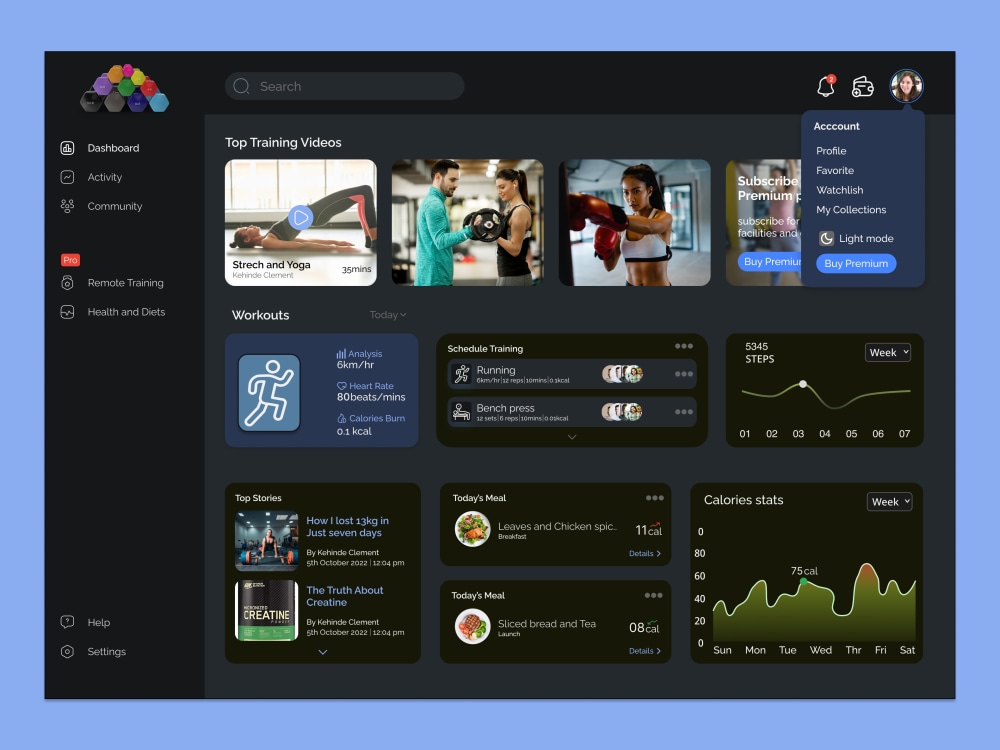 Search
2
Acccount
Profile
Favorite
Watchlish
My Collections
Light mode
Buy Premium
Dashboard
Activity
Community
Pro
Remote Training
Health and Diets
Help
Settings
Top Training Videos
Strech and Yoga
Kehinde Clement
35mins
Subscribe
Premium p
subscribe for
facilities and
Buy Premium
Workouts
Today
Analysis
6km/hr
Heart Rate
80beats/mins
Calories Burn
0.1 kcal
Schedule Training
Running
6km/hr|12 reps|10mins|0.1kcal
Bench press
12 sets|6 reps|10mins|0.01kcal
5345
STEPS
Week
01 02 03 04 05 06 07
Top Stories
How I lost 13kg in
Just seven days
By Kehinde Clement
5th October 2022 | 12:04 pm
MICRONIZED
CREATINE
POWDER
The Truth About
Creatine
By Kehinde Clement
5th October 2022 | 12:04 pm
Today's Meal
Leaves and Chicken spic..
Breakfast
11cal
Details
Today's Meal
Sliced bread and Tea
Launch
08cal
Details
Calories stats
Week
0
80
60
40
20
0
75cal
Sun Mon Tue Wed Thr Fri Sat